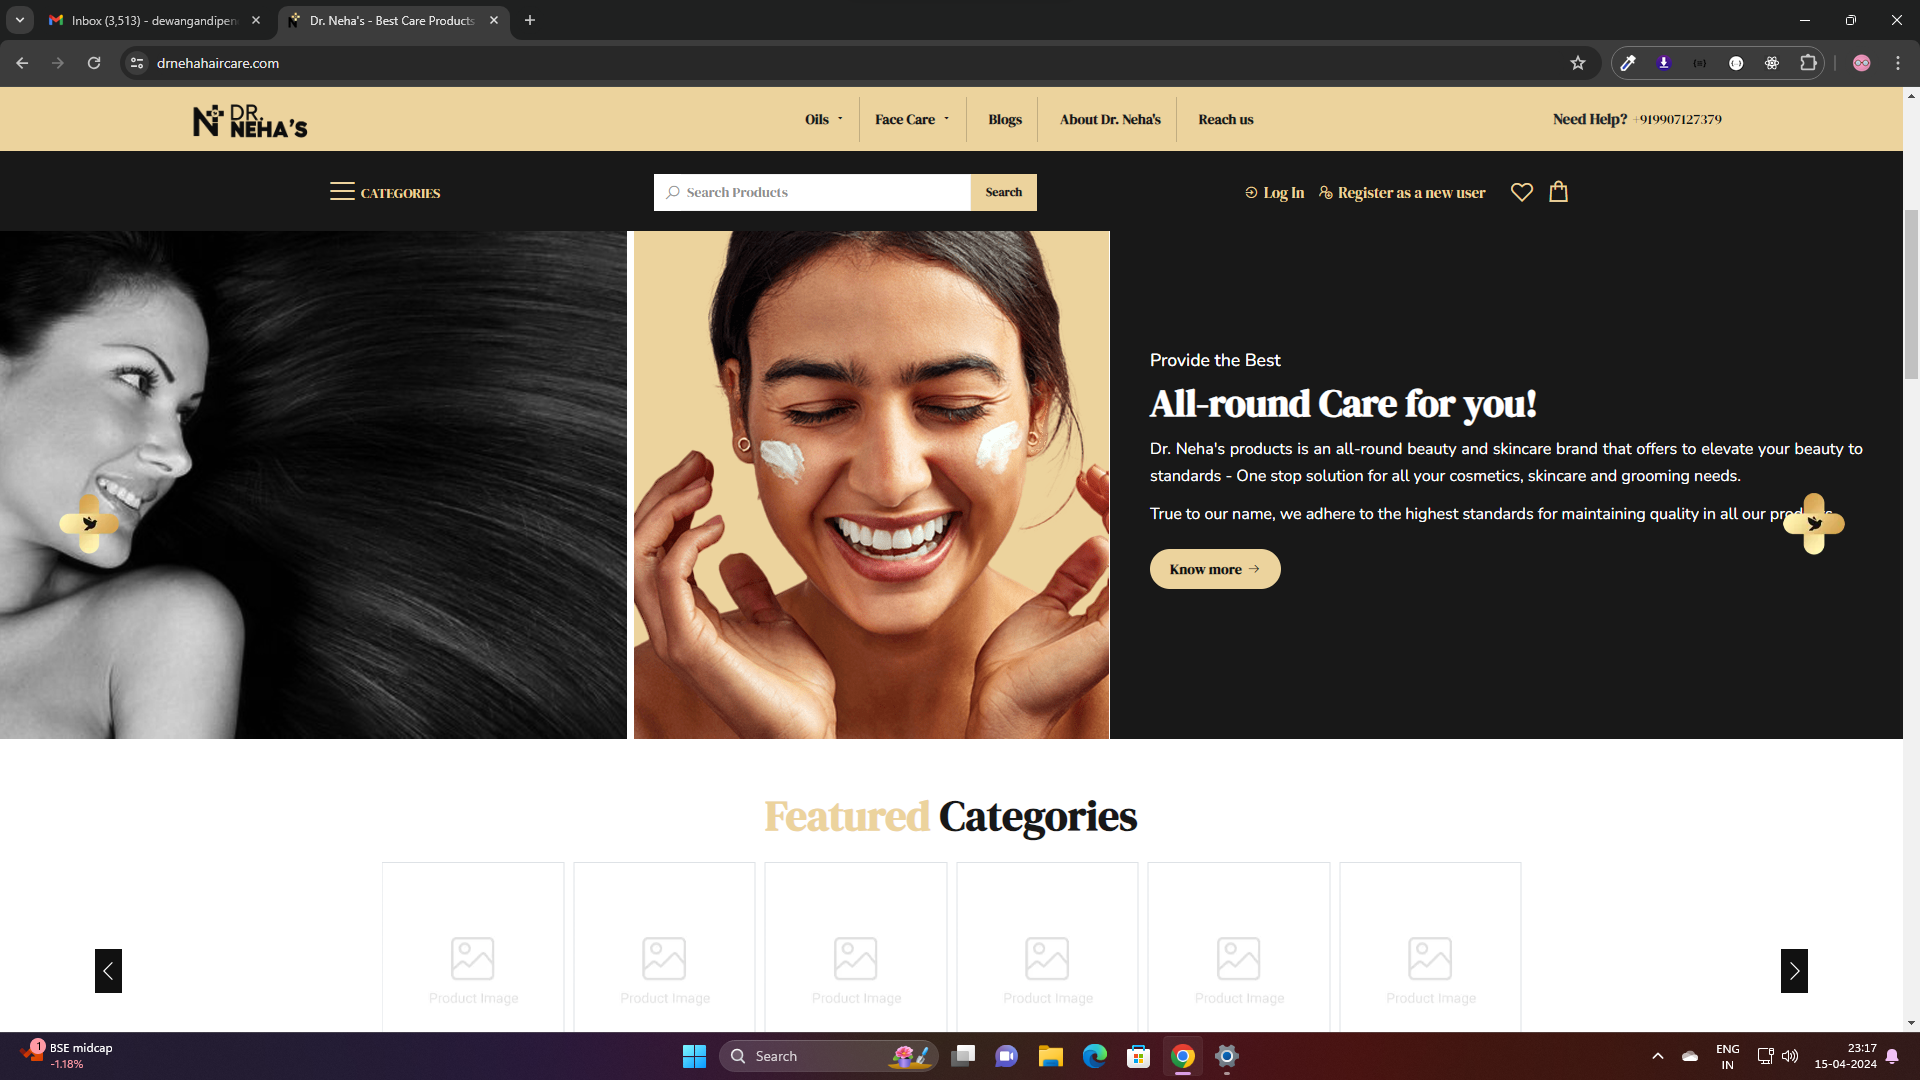 Inbox (3,513) - dewangandipen
Dr. Neha's - Best Care Products
drnehahaircare.com
DR.
NEHA'S
Oils
Face Care
Blogs
About Dr. Neha's
Reach us
Need Help? +919907127379
CATEGORIES
Search Products
Search
Log In
Register as a new user
Provide the Best
All-round Care for you!
Dr. Neha's products is an all-round beauty and skincare brand that offers to elevate your beauty to
standards - One stop solution for all your cosmetics, skincare and grooming needs.
True to our name, we adhere to the highest standards for maintaining quality in all our
Know more
Featured Categories
Product Image
Product Image
Product Image
Product Image
Product Image
Product Image
1
BSE midcap
-1.18%
Search
ENG
IN
23:17
15-04-2024